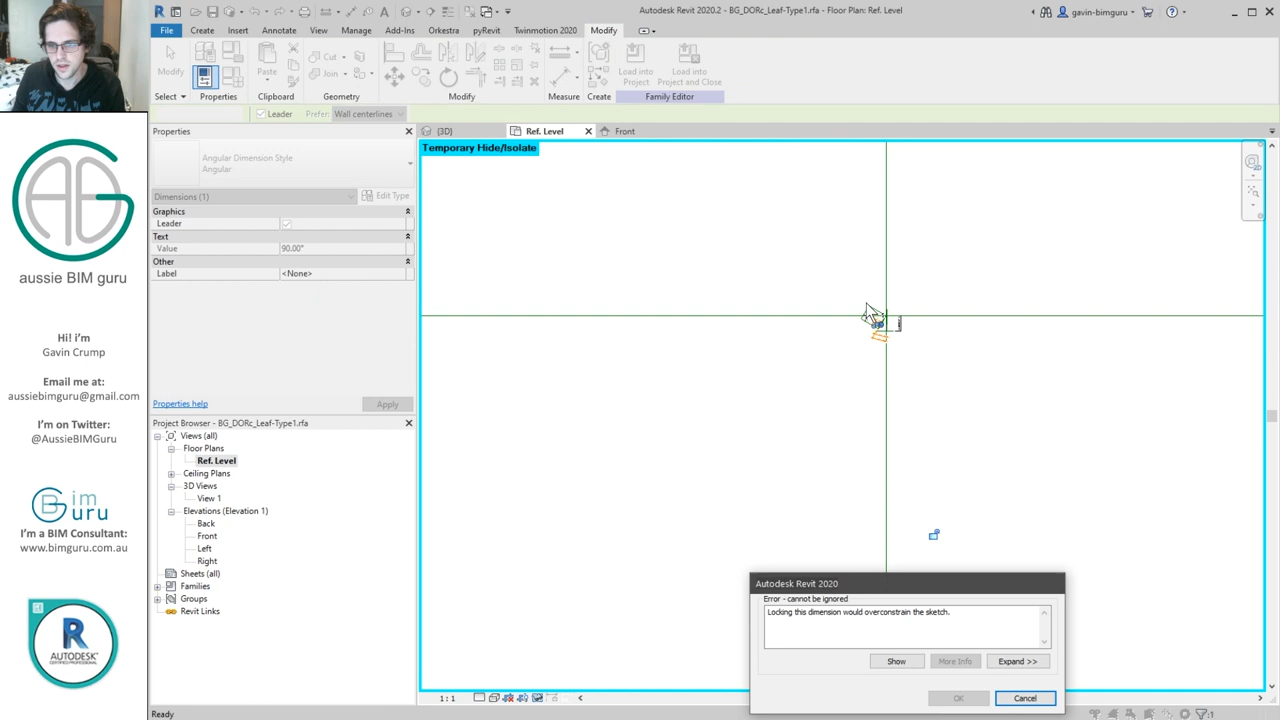 Autodesk Revit 2020.2 - BG_DORc_Leaf-Type1.rfa - Floor Plan: Ref. Level
gavin-bimguru
File
Create
Insert
Annotate
View
Manage
Add-Ins
Orkestra
pyRevit
Twinmotion 2020
Modify
Modify
Paste
Cut
Join
Load into
Project
Load into
Project and Close
Select
Properties
Clipboard
Geometry
Modify
Measure
Create
Family Editor
Leader
Prefer:
Wall centerlines
Properties
Angular Dimension Style
Angular
Dimensions (1)
Edit Type
Graphics
Leader
Text
Value
90.00°
Other
Label
<None>
Properties help
Apply
Project Browser - BG_DORc_Leaf-Type1.rfa
Views (all)
Floor Plans
Ref. Level
Ceiling Plans
3D Views
View 1
Elevations (Elevation 1)
Back
Front
Left
Right
Sheets (all)
Families
Groups
Revit Links
(3D)
Ref. Level
Front
Temporary Hide/Isolate
Autodesk Revit 2020
Error - cannot be ignored
Locking this dimension would overconstrain the sketch.
Show
More Info
Expand >>
OK
Cancel
1 : 1
Ready
:1
aussie BIM guru
Hi! i'm
Gavin Crump
Email me at:
aussiebimguru@gmail.com
I'm on Twitter:
@AussieBIMGuru
Bim
Guru
I'm a BIM Consultant:
www.bimguru.com.au
R
AUTODESK
CERTIFIED PROFESSIONAL